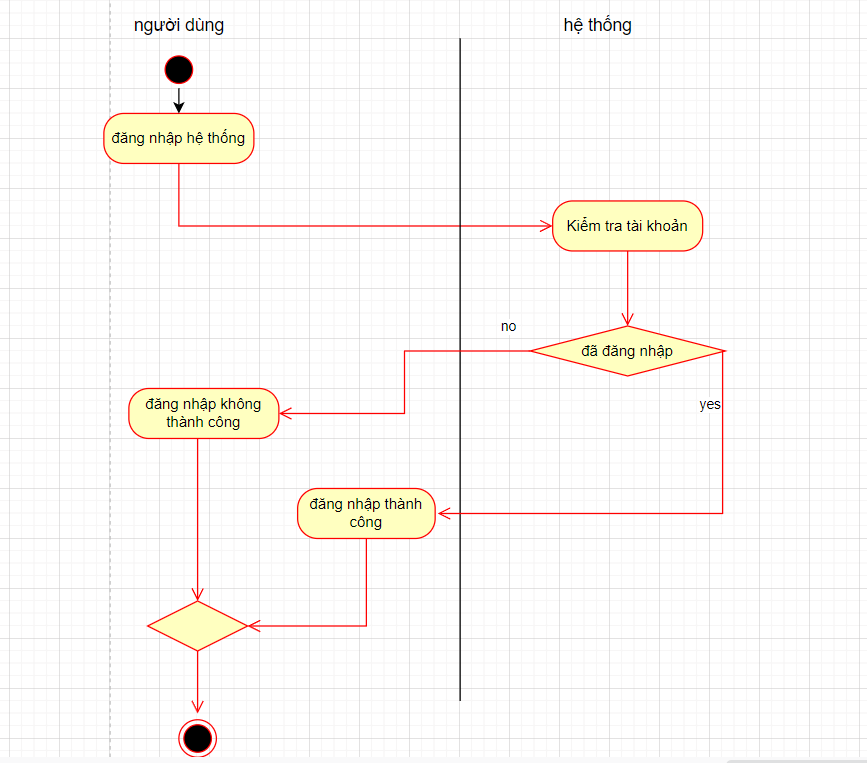 người dùng
hệ thống
đăng nhập hệ thống
Kiểm tra tài khoản
no
đã đăng nhập
yes
đăng nhập không
thành công
đăng nhập thành
công